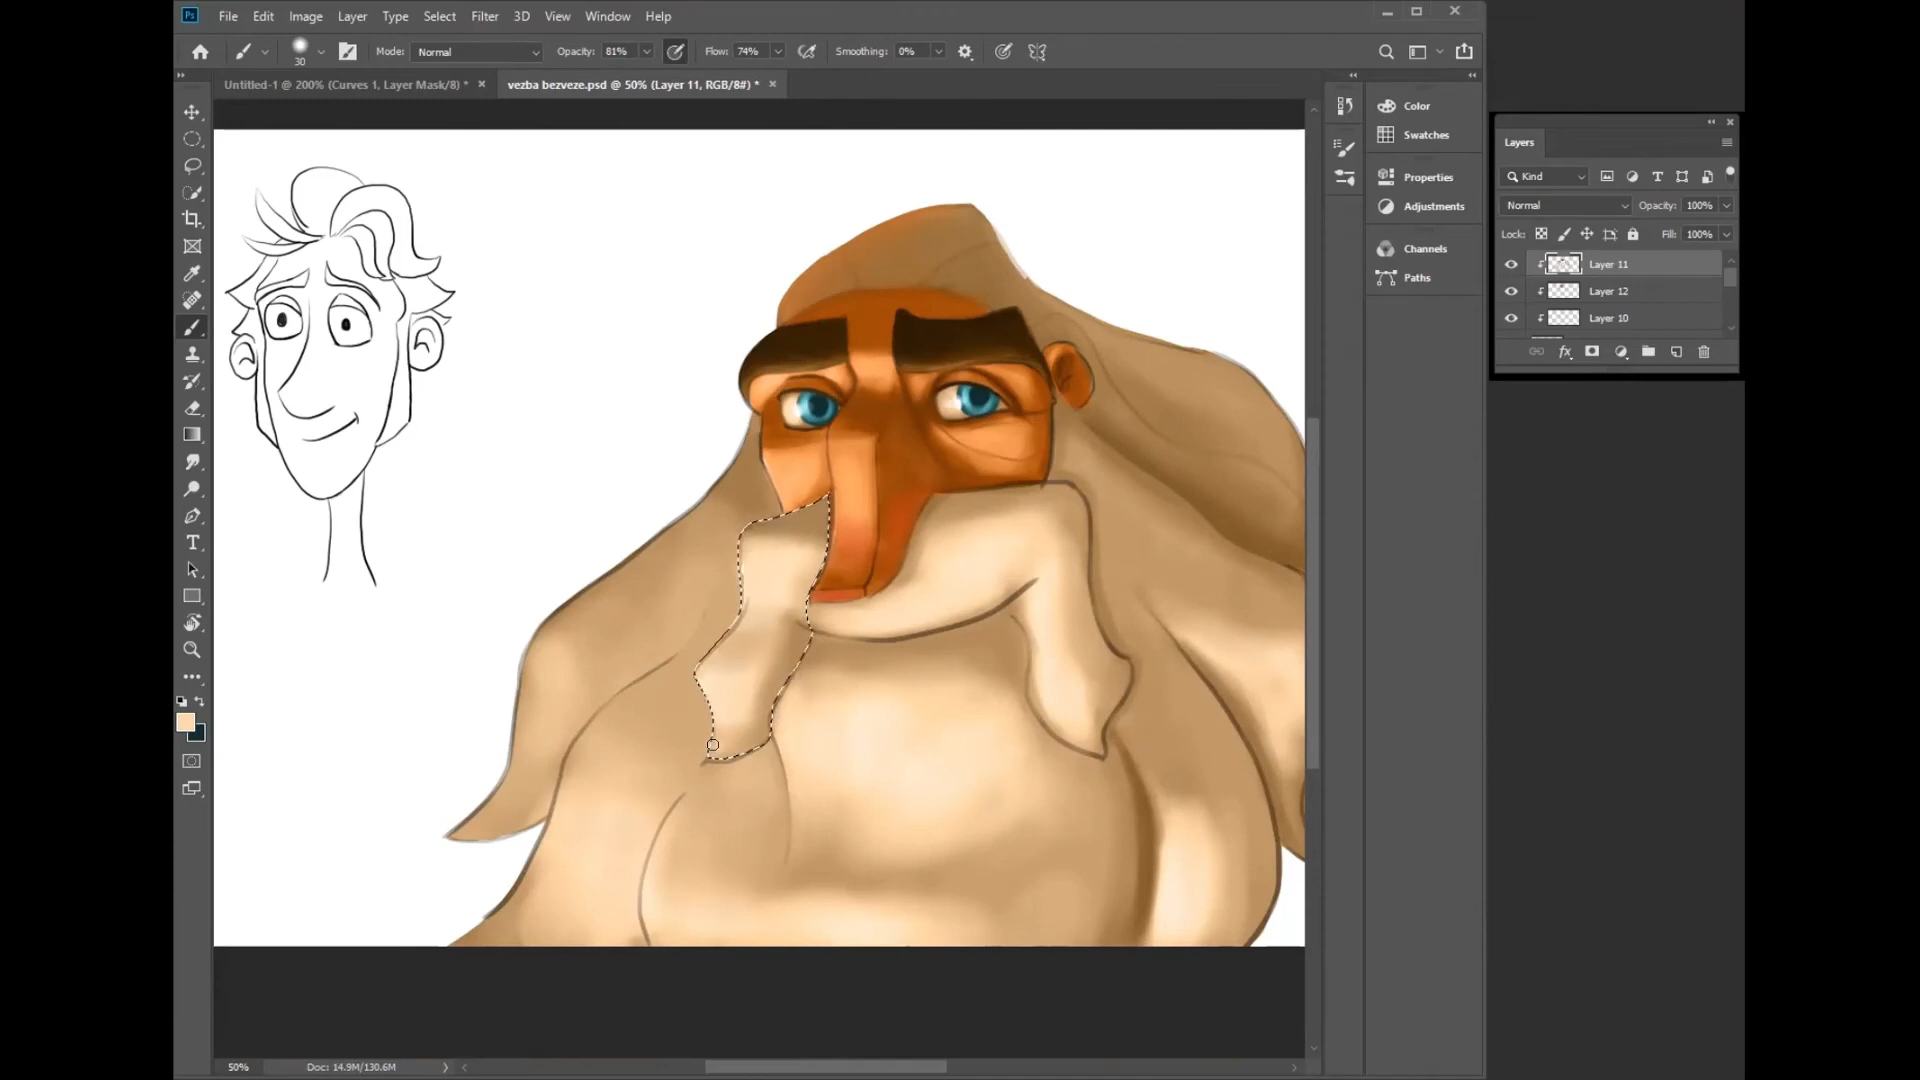 Ps File Edit Image Layer Type Select Filter 3D View Window Help
30 Mode: Normal Opacity: 81% Flow: 74% Smoothing: 0%
Untitled-1 @ 200% (Curves 1, Layer Mask/8) * vezba bezveze.psd @ 50% (Layer 11, RGB/8#) *
Color
Swatches
Properties
Adjustments
Channels
Paths
Layers
Kind
Normal Opacity: 100%
Lock: Fill: 100%
Layer 11
Layer 12
Layer 10
fx
50% Doc: 14.9M/130.6M